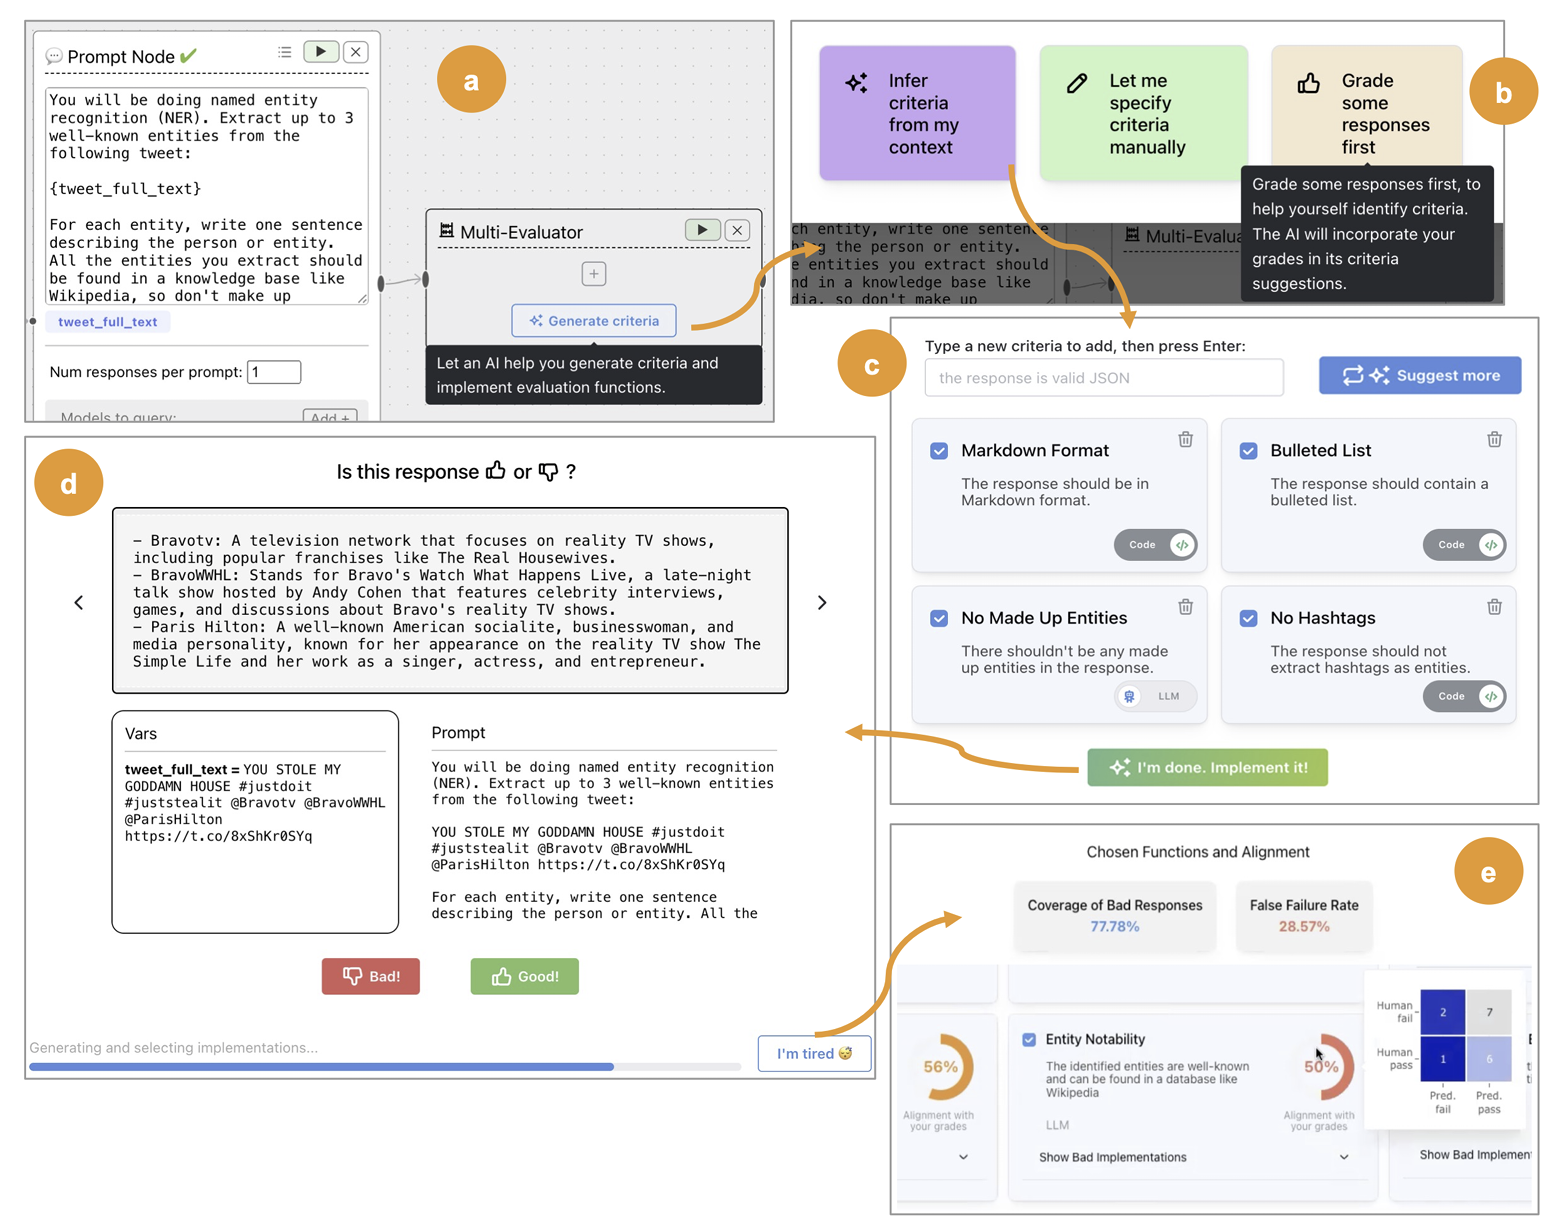 Prompt Node
You will be doing named entity
recognition (NER). Extract up to 3
well-known entities from the
following tweet:
{tweet_full_text}
For each entity, write one sentence
describing the person or entity.
All the entities you extract should
be found in a knowledge base like
Wikipedia, so don't make up
tweet_full_text
Num responses per prompt: 1
Models to query:
Add +
a
Multi-Evaluator
+
Generate criteria
Let an AI help you generate criteria and
implement evaluation functions.
b
Infer
criteria
from my
context
Let me
specify
criteria
manually
Grade
some
responses
first
Grade some responses first, to
help yourself identify criteria.
The AI will incorporate your
grades in its criteria
suggestions.
ch entity, write one sentence
bing the person or entity.
e entities you extract should
nd in a knowledge base like
dia, so don't make up
Multi-Evalua
c
Type a new criteria to add, then press Enter:
the response is valid JSON
Suggest more
Markdown Format
The response should be in
Markdown format.
Code
Bulleted List
The response should contain a
bulleted list.
Code
No Made Up Entities
There shouldn't be any made
up entities in the response.
LLM
No Hashtags
The response should not
extract hashtags as entities.
Code
I'm done. Implement it!
d
Is this response or ?
– Bravotv: A television network that focuses on reality TV shows,
including popular franchises like The Real Housewives.
– BravoWWHL: Stands for Bravo's Watch What Happens Live, a late-night
talk show hosted by Andy Cohen that features celebrity interviews,
games, and discussions about Bravo's reality TV shows.
– Paris Hilton: A well-known American socialite, businesswoman, and
media personality, known for her appearance on the reality TV show The
Simple Life and her work as a singer, actress, and entrepreneur.
Vars
tweet_full_text = YOU STOLE MY
GODDAMN HOUSE #justdoit
#juststealit @Bravotv @BravoWWHL
@ParisHilton
https://t.co/8xShKr0SYq
Prompt
You will be doing named entity recognition
(NER). Extract up to 3 well-known entities
from the following tweet:
YOU STOLE MY GODDAMN HOUSE #justdoit
#juststealit @Bravotv @BravoWWHL
@ParisHilton https://t.co/8xShKr0SYq
For each entity, write one sentence
describing the person or entity. All the
Bad!
Good!
Generating and selecting implementations...
I'm tired
e
Chosen Functions and Alignment
Coverage of Bad Responses
77.78%
False Failure Rate
28.57%
56%
Alignment with
your grades
Entity Notability
The identified entities are well-known
and can be found in a database like
Wikipedia
LLM
Show Bad Implementations
50%
Alignment with
your grades
Human
fail
2
7
Human
pass
1
6
Pred.
fail
Pred.
pass
Show Bad Implemen